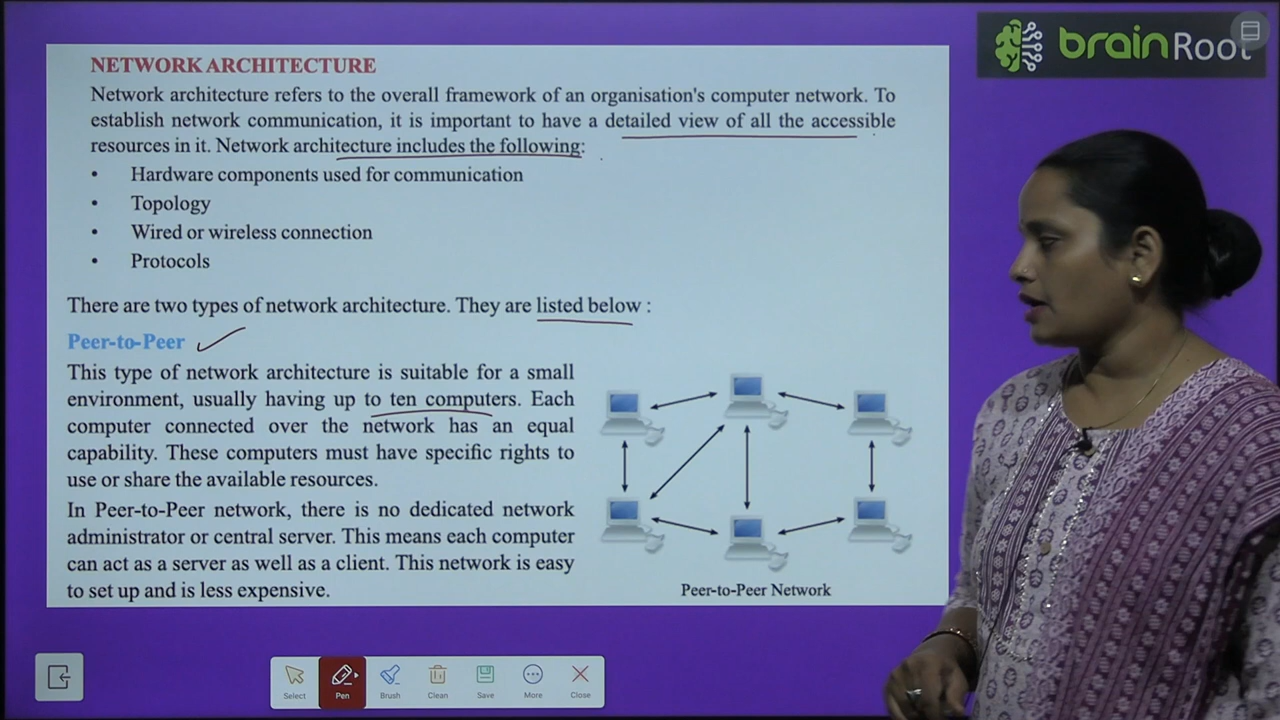 brainRoot
NETWORK ARCHITECTURE
Network architecture refers to the overall framework of an organisation's computer network. To
establish network communication, it is important to have a detailed view of all the accessible
resources in it. Network architecture includes the following:
• Hardware components used for communication
• Topology
• Wired or wireless connection
• Protocols
There are two types of network architecture. They are listed below :
Peer-to-Peer
This type of network architecture is suitable for a small
environment, usually having up to ten computers. Each
computer connected over the network has an equal
capability. These computers must have specific rights to
use or share the available resources.
In Peer-to-Peer network, there is no dedicated network
administrator or central server. This means each computer
can act as a server as well as a client. This network is easy
to set up and is less expensive.
Peer-to-Peer Network
Select Pen Brush Clean Save More Close